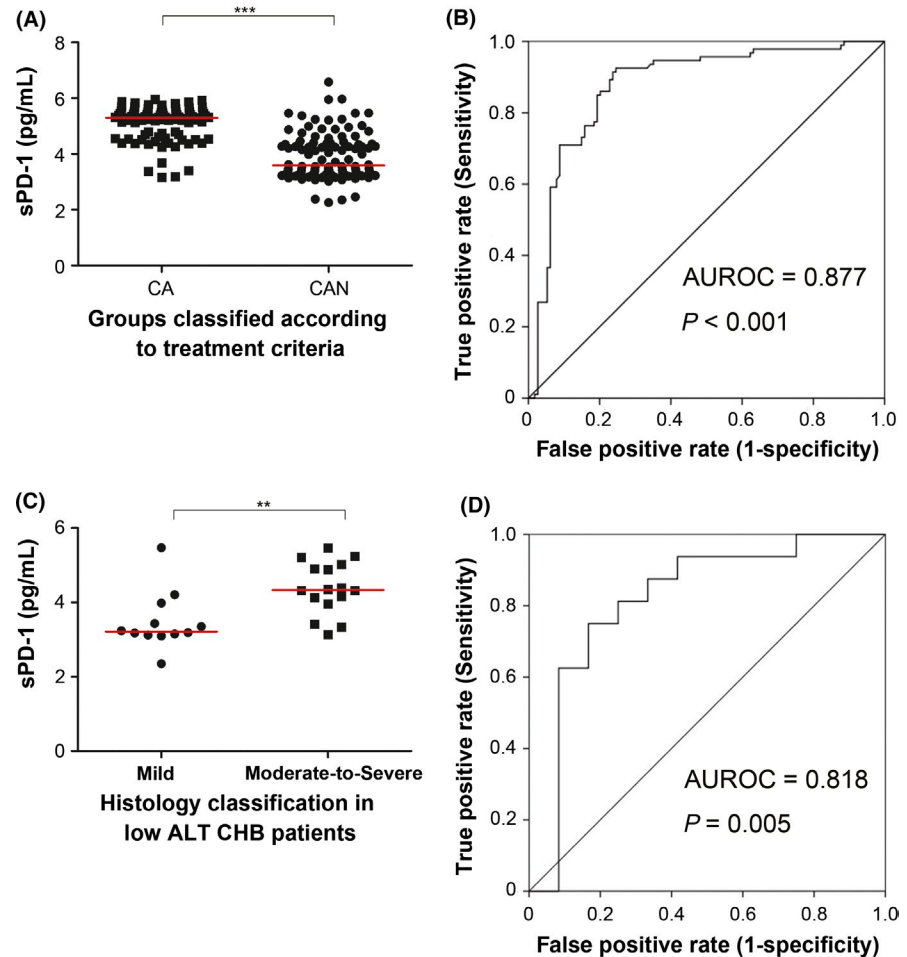 (A)
***
8
6
4
2
0
sPD-1 (pg/mL)
CA
CAN
Groups classified according
to treatment criteria
(B)
1.0
0.8
0.6
0.4
0.2
0
True positive rate (Sensitivity)
AUROC = 0.877
P < 0.001
0
0.2
0.4
0.6
0.8
1.0
False positive rate (1-specificity)
(C)
**
6
4
2
0
sPD-1 (pg/mL)
Mild
Moderate-to-Severe
Histology classification in
low ALT CHB patients
(D)
1.0
0.8
0.6
0.4
0.2
0
True positive rate (Sensitivity)
AUROC = 0.818
P = 0.005
0
0.2
0.4
0.6
0.8
1.0
False positive rate (1-specificity)